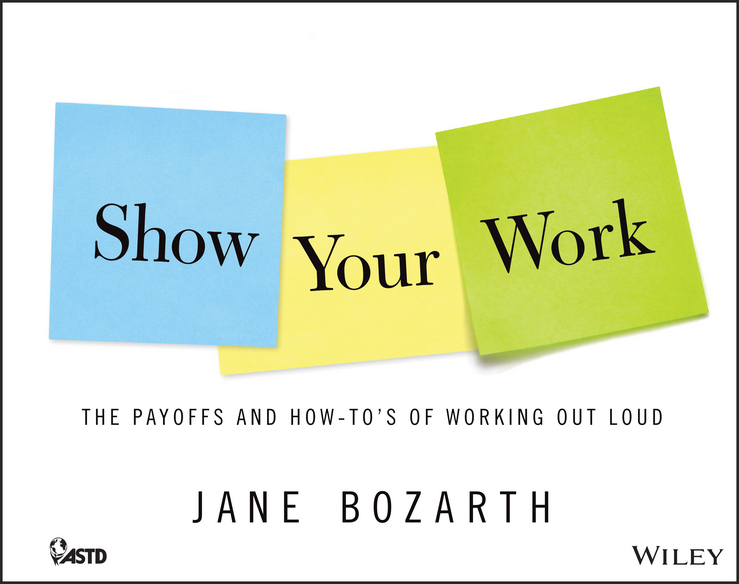 Show Your Work
THE PAYOFFS AND HOW-TO'S OF WORKING OUT LOUD
JANE BOZARTH
ASTD
WILEY